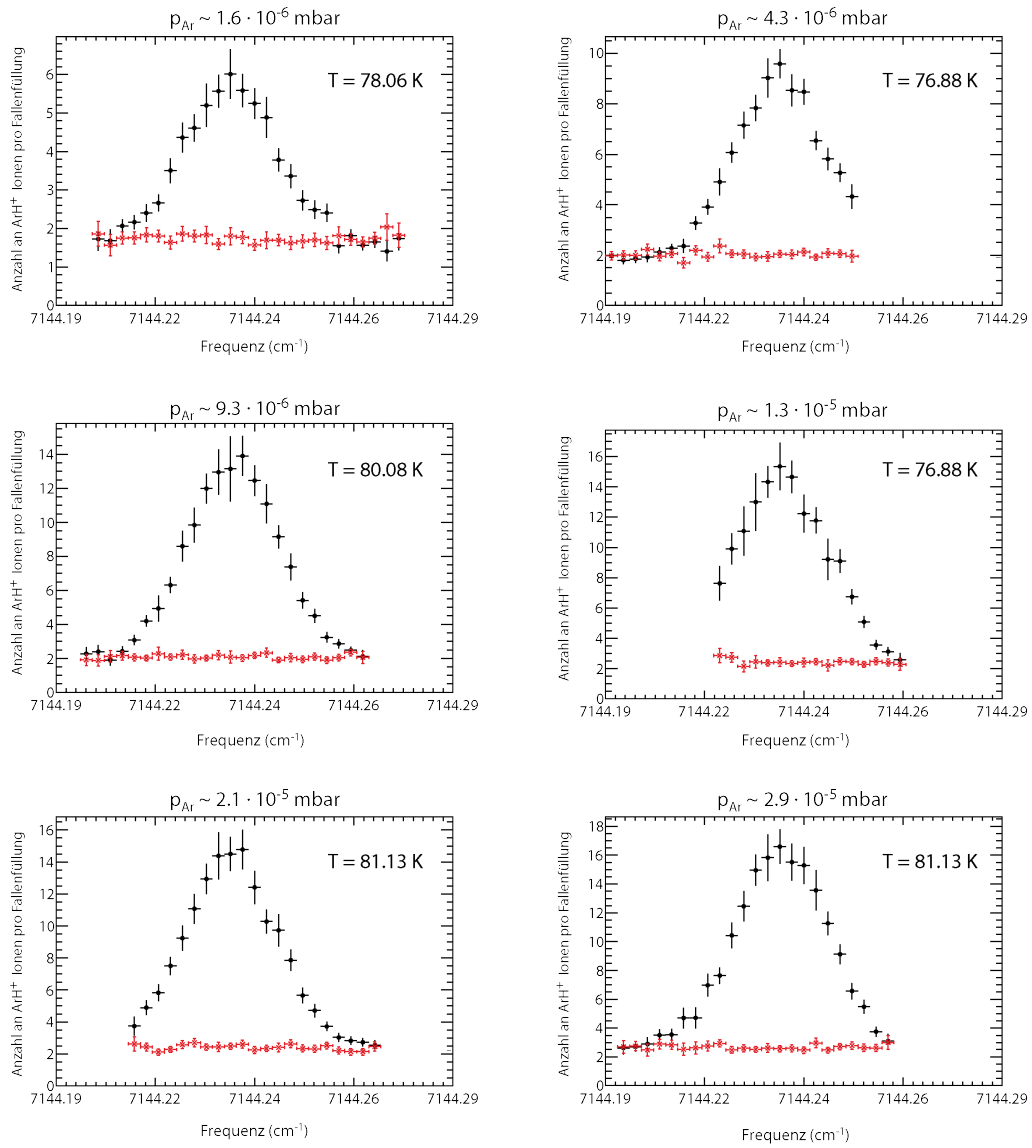 p_Ar ~ 1.6 · 10⁻⁶ mbar
Anzahl an ArH⁺ Ionen pro Fallenfüllung
T = 78.06 K
6
5
4
3
2
1
0
7144.19 7144.22 7144.24 7144.26 7144.29
Frequenz (cm⁻¹)
p_Ar ~ 4.3 · 10⁻⁶ mbar
Anzahl an ArH⁺ Ionen pro Fallenfüllung
T = 76.88 K
10
8
6
4
2
0
7144.19 7144.22 7144.24 7144.26 7144.29
Frequenz (cm⁻¹)
p_Ar ~ 9.3 · 10⁻⁶ mbar
Anzahl an ArH⁺ Ionen pro Fallenfüllung
T = 80.08 K
14
12
10
8
6
4
2
0
7144.19 7144.22 7144.24 7144.26 7144.29
Frequenz (cm⁻¹)
p_Ar ~ 1.3 · 10⁻⁵ mbar
Anzahl an ArH⁺ Ionen pro Fallenfüllung
T = 76.88 K
16
14
12
10
8
6
4
2
0
7144.19 7144.22 7144.24 7144.26 7144.29
Frequenz (cm⁻¹)
p_Ar ~ 2.1 · 10⁻⁵ mbar
Anzahl an ArH⁺ Ionen pro Fallenfüllung
T = 81.13 K
16
14
12
10
8
6
4
2
0
7144.19 7144.22 7144.24 7144.26 7144.29
Frequenz (cm⁻¹)
p_Ar ~ 2.9 · 10⁻⁵ mbar
Anzahl an ArH⁺ Ionen pro Fallenfüllung
T = 81.13 K
18
16
14
12
10
8
6
4
2
0
7144.19 7144.22 7144.24 7144.26 7144.29
Frequenz (cm⁻¹)